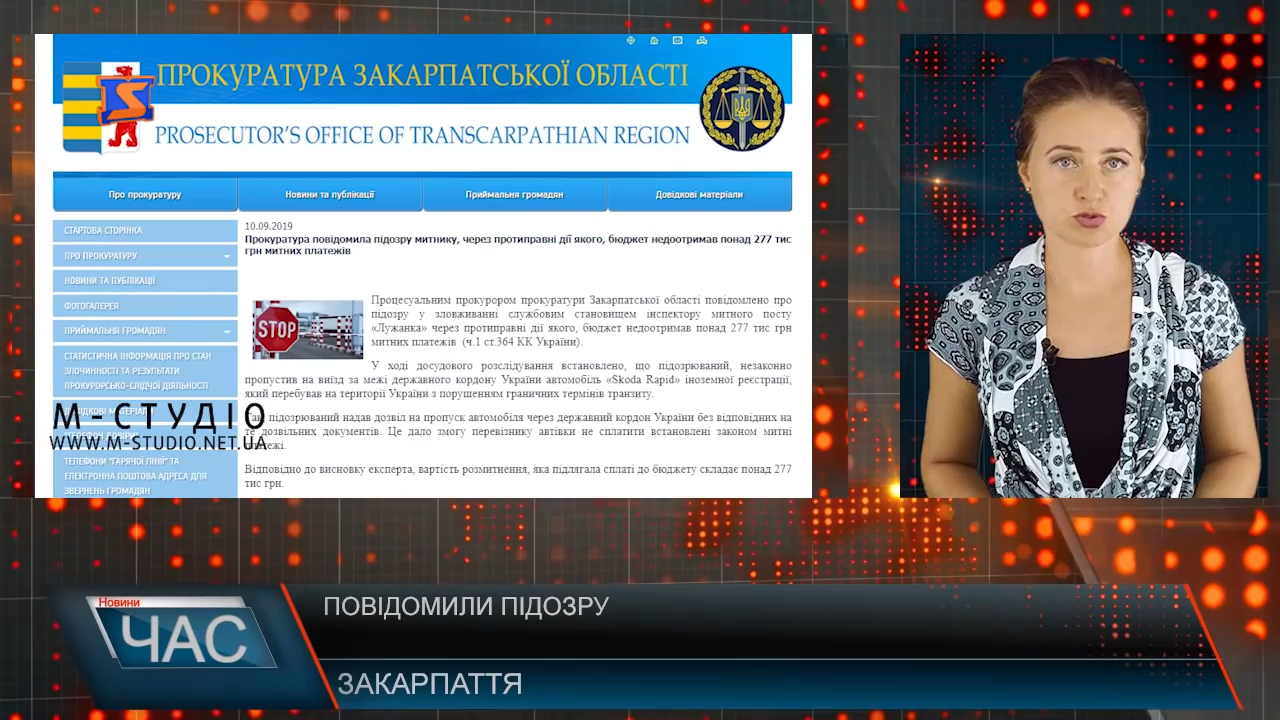 ПРОКУРАТУРА ЗАКАРПАТСЬКОЇ ОБЛАСТІ
PROSECUTOR'S OFFICE OF TRANSCARPATHIAN REGION
Про прокуратуру
Новини та публікації
Приймальня громадян
Довідкові матеріали
СТАРТОВА СТОРІНКА
ПРО ПРОКУРАТУРУ
НОВИНИ ТА ПУБЛІКАЦІЇ
ФОТОГАЛЕРЕЯ
ПРИЙМАЛЬНЯ ГРОМАДЯН
СТАТИСТИЧНА ІНФОРМАЦІЯ ПРО СТАН
ЗЛОЧИННОСТІ ТА РЕЗУЛЬТАТИ
ПРОКУРОРСЬКО-СЛІДЧОЇ ДІЯЛЬНОСТІ
М-СТУДІО
WWW.M-STUDIO.NET.UA
ТЕЛЕФОНИ "ГАРЯЧОЇ ЛІНІЇ" ТА
ЕЛЕКТРОННА ПОШТОВА АДРЕСА ДЛЯ
ЗВЕРНЕНЬ ГРОМАДЯН
10.09.2019
Прокуратура повідомила підозру митнику, через протиправні дії якого, бюджет недоотримав понад 277 тис
грн митних платежів
STOP
Процесуальним прокурором прокуратури Закарпатської області повідомлено про
підозру у зловживанні службовим становищем інспектору митного посту
«Лужанка» через протиправні дії якого, бюджет недоотримав понад 277 тис грн
митних платежів (ч.1 ст.364 КК України).
У ході досудового розслідування встановлено, що підозрюваний, незаконно
пропустив на виїзд за межі державного кордону України автомобіль «Skoda Rapid» іноземної реєстрації,
який перебував на території України з порушенням граничних термінів транзиту.
підозрюваний надав дозвіл на пропуск автомобіля через державний кордон України без відповідних на
те дозвільних документів. Це дало змогу перевізнику автівки не сплатити встановлені законом митні
Відповідно до висновку експерта, вартість розмитнення, яка підлягала сплаті до бюджету складає понад 277
тис грн.
Новини
ЧАС
ПОВІДОМИЛИ ПІДОЗРУ
ЗАКАРПАТТЯ